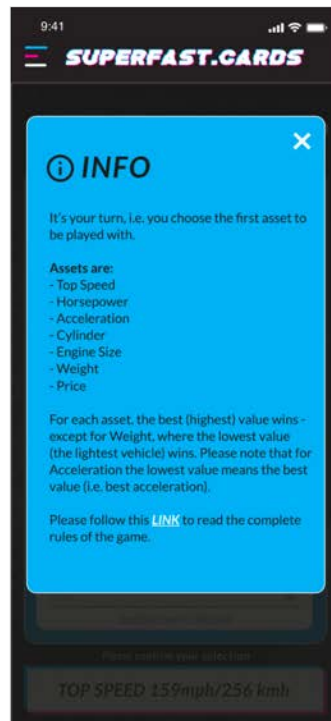 9:41
SUPERFAST.CARDS
INFO
It's your turn, i.e. you choose the first asset to
be played with.
Assets are:
- Top Speed
- Horsepower
- Acceleration
- Cylinder
- Engine Size
- Weight
- Price
For each asset, the best (highest) value wins -
except for Weight, where the lowest value
(the lightest vehicle) wins. Please note that for
Acceleration the lowest value means the best
value (i.e. best acceleration).
Please follow this LINK to read the complete
rules of the game.
Please confirm your selection
TOP SPEED 159mph/256 kmh